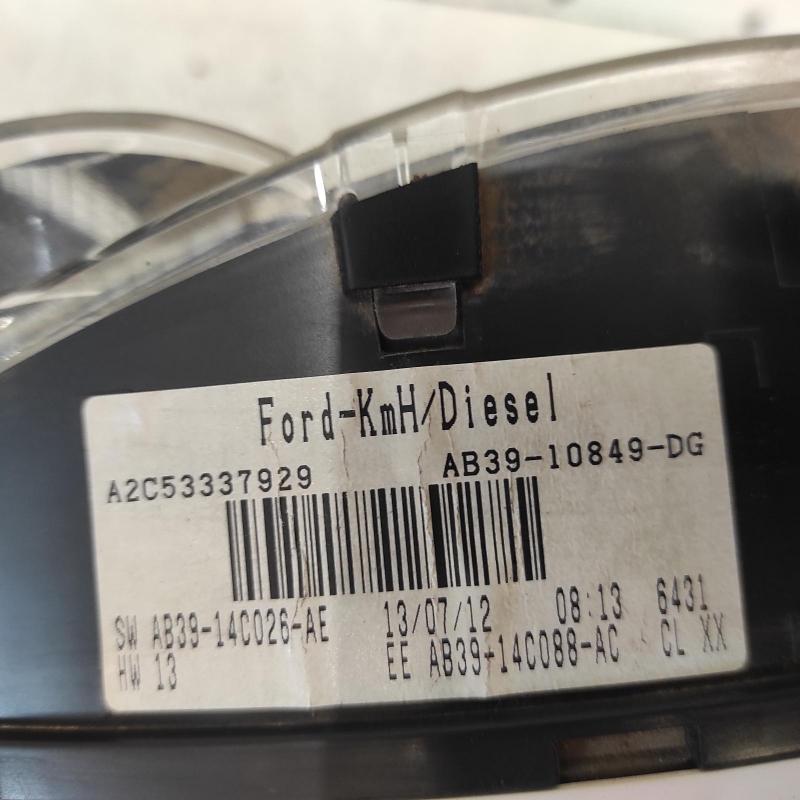 Ford-KmH/Diesel
A2C53337929 AB39-10849-DG
SW AB39-14C026-AE 13/07/12 08:13 6431
HW 13 EE AB39-14C088-AC CL XX